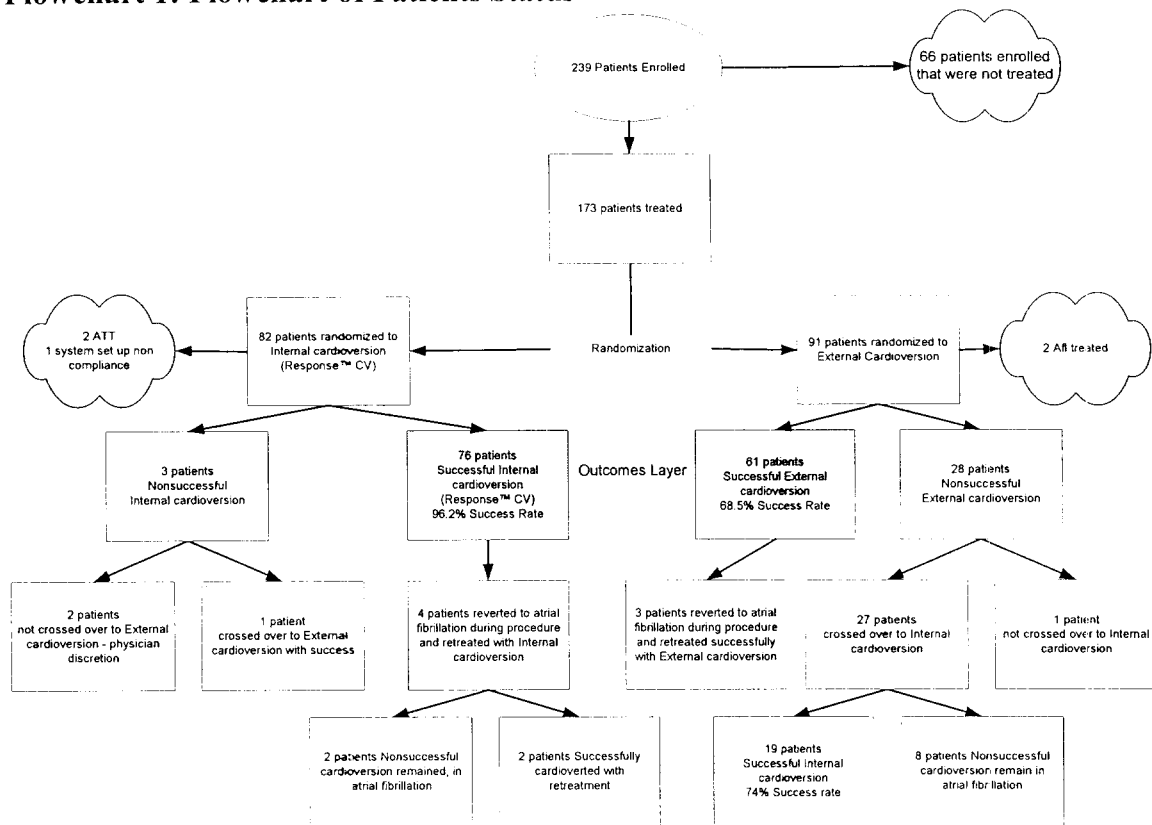 Flowchart 1: Flowchart of Patients Status
239 Patients Enrolled
66 patients enrolled
that were not treated
173 patients treated
2 ATT
1 system set up non
compliance
82 patients randomized to
Internal cardioversion
(Response™ CV)
Randomization
91 patients randomized to
External Cardioversion
2 Afl treated
3 patients
Nonsuccessful
Internal cardioversion
76 patients
Successful Internal
cardioversion
(Response™ CV)
96.2% Success Rate
Outcomes Layer
61 patients
Successful External
cardioversion
68.5% Success Rate
28 patients
Nonsuccessful
External cardioversion
2 patients
not crossed over to External
cardioversion - physician
discretion
1 patient
crossed over to External
cardioversion with success
4 patients reverted to atrial
fibrillation during procedure
and retreated with Internal
cardioversion
3 patients reverted to atrial
fibrillation during procedure
and retreated successfully
with External cardioversion
27 patients
crossed over to Internal
cardioversion
1 patient
not crossed over to Internal
cardioversion
2 patients Nonsuccessful
cardioversion remained, in
atrial fibrillation
2 patients Successfully
cardioverted with
retreatment
19 patients
Successful Internal
cardioversion
74% Success rate
8 patients Nonsuccessful
cardioversion remain in
atrial fibrillation